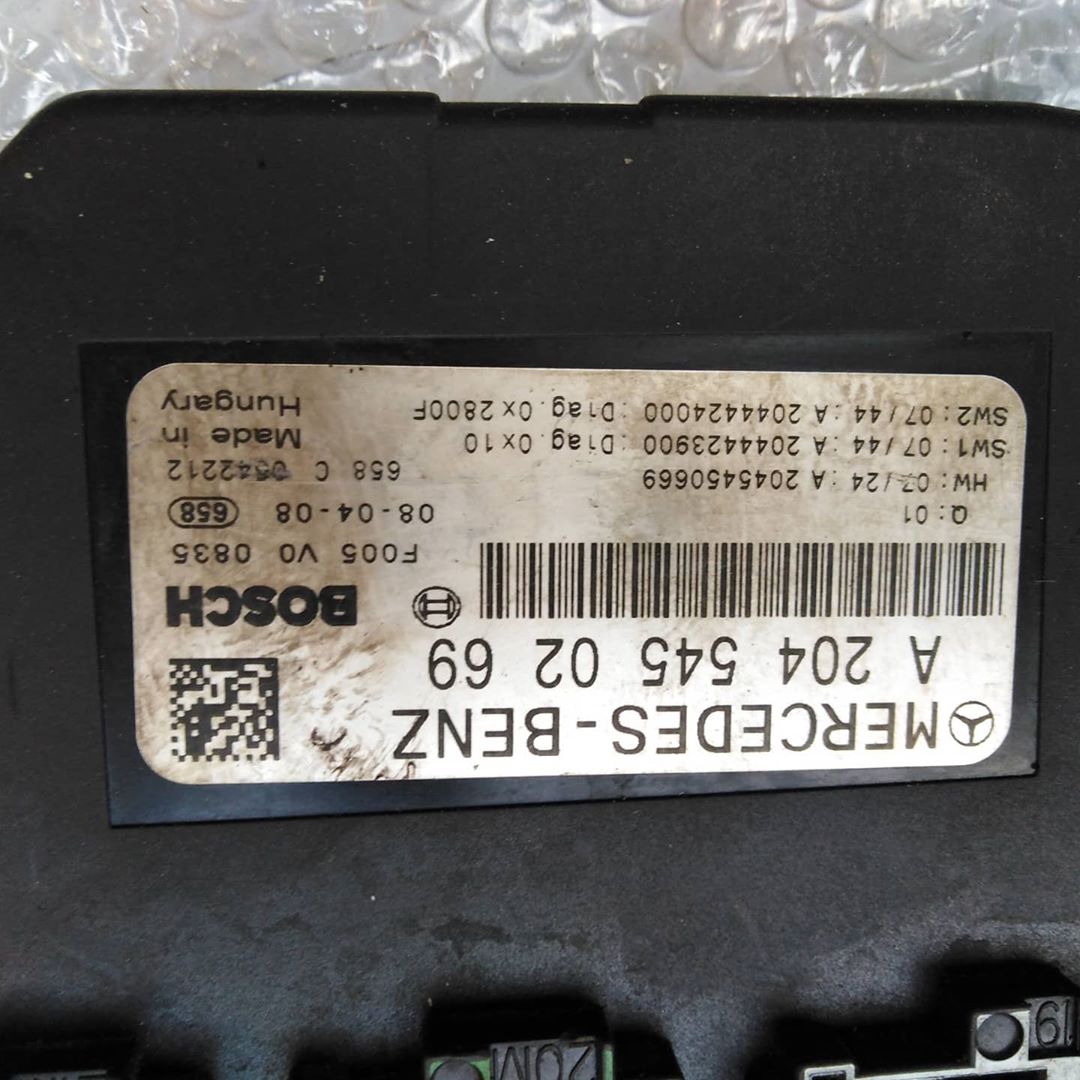 MERCEDES-BENZ
A 204 545 02 69
BOSCH
F005 V0 0835
Q:01
08-04-08 658
HW:07/24:A 2045450669
658 C 0542212
SW1:07/44:A 2044423900 :Diag.0x10
Made in
SW2:07/44:A 2044424000 :Diag.0x2800F
Hungary
20M
19